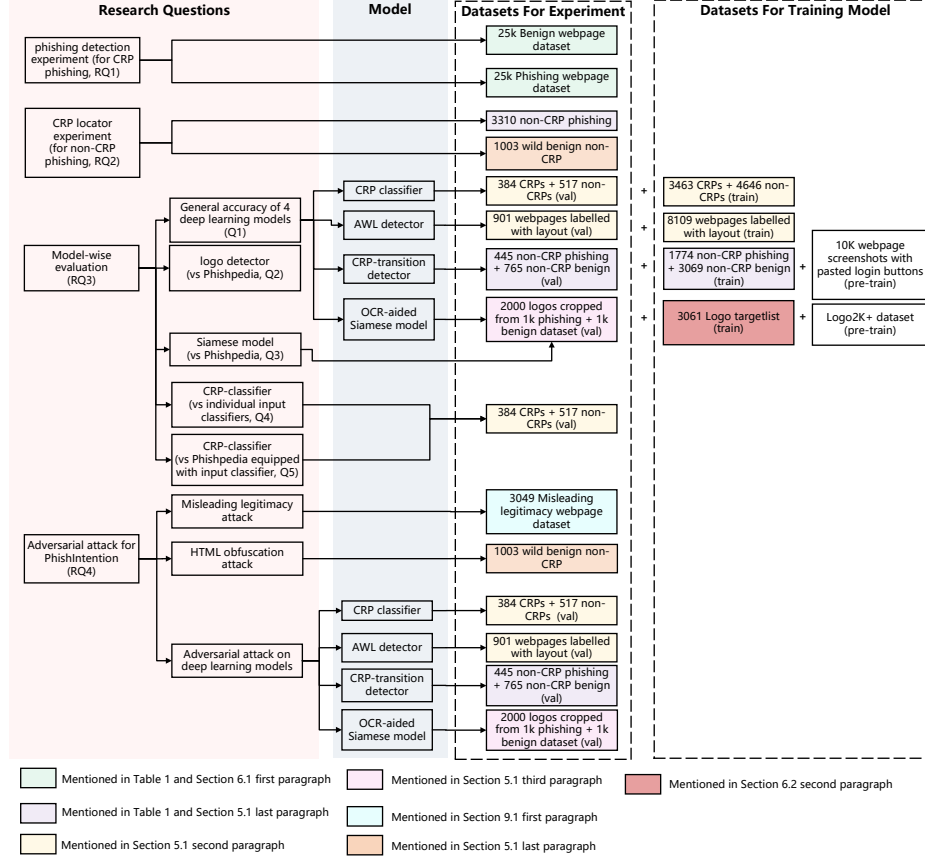 Research Questions
Model
Datasets For Experiment
Datasets For Training Model
phishing detection
experiment (for CRP
phishing, RQ1)
25k Benign webpage
dataset
25k Phishing webpage
dataset
CRP locator
experiment
(for non-CRP
phishing, RQ2)
3310 non-CRP phishing
1003 wild benign non-
CRP
Model-wise
evaluation
(RQ3)
General accuracy of 4
deep learning models
(Q1)
logo detector
(vs Phishpedia, Q2)
Siamese model
(vs Phishpedia, Q3)
CRP-classifier
(vs individual input
classifiers, Q4)
CRP-classifier
(vs Phishpedia equipped
with input classifier, Q5)
CRP classifier
384 CRPs + 517 non-
CRPs (val)
+
3463 CRPs + 4646 non-
CRPs (train)
AWL detector
901 webpages labelled
with layout (val)
+
8109 webpages labelled
with layout (train)
CRP-transition
detector
445 non-CRP phishing
+ 765 non-CRP benign
(val)
+
1774 non-CRP phishing
+ 3069 non-CRP benign
(train)
+
10K webpage
screenshots with
pasted login buttons
(pre-train)
OCR-aided
Siamese model
2000 logos cropped
from 1k phishing + 1k
benign dataset (val)
+
3061 Logo targetlist
(train)
+
Logo2K+ dataset
(pre-train)
384 CRPs + 517 non-
CRPs (val)
Adversarial attack for
PhishIntention
(RQ4)
Misleading legitimacy
attack
3049 Misleading
legitimacy webpage
dataset
HTML obfuscation
attack
1003 wild benign non-
CRP
Adversarial attack on
deep learning models
CRP classifier
384 CRPs + 517 non-
CRPs (val)
AWL detector
901 webpages labelled
with layout (val)
CRP-transition
detector
445 non-CRP phishing
+ 765 non-CRP benign
(val)
OCR-aided
Siamese model
2000 logos cropped
from 1k phishing + 1k
benign dataset (val)
Mentioned in Table 1 and Section 6.1 first paragraph
Mentioned in Section 5.1 third paragraph
Mentioned in Section 6.2 second paragraph
Mentioned in Table 1 and Section 5.1 last paragraph
Mentioned in Section 9.1 first paragraph
Mentioned in Section 5.1 second paragraph
Mentioned in Section 5.1 last paragraph